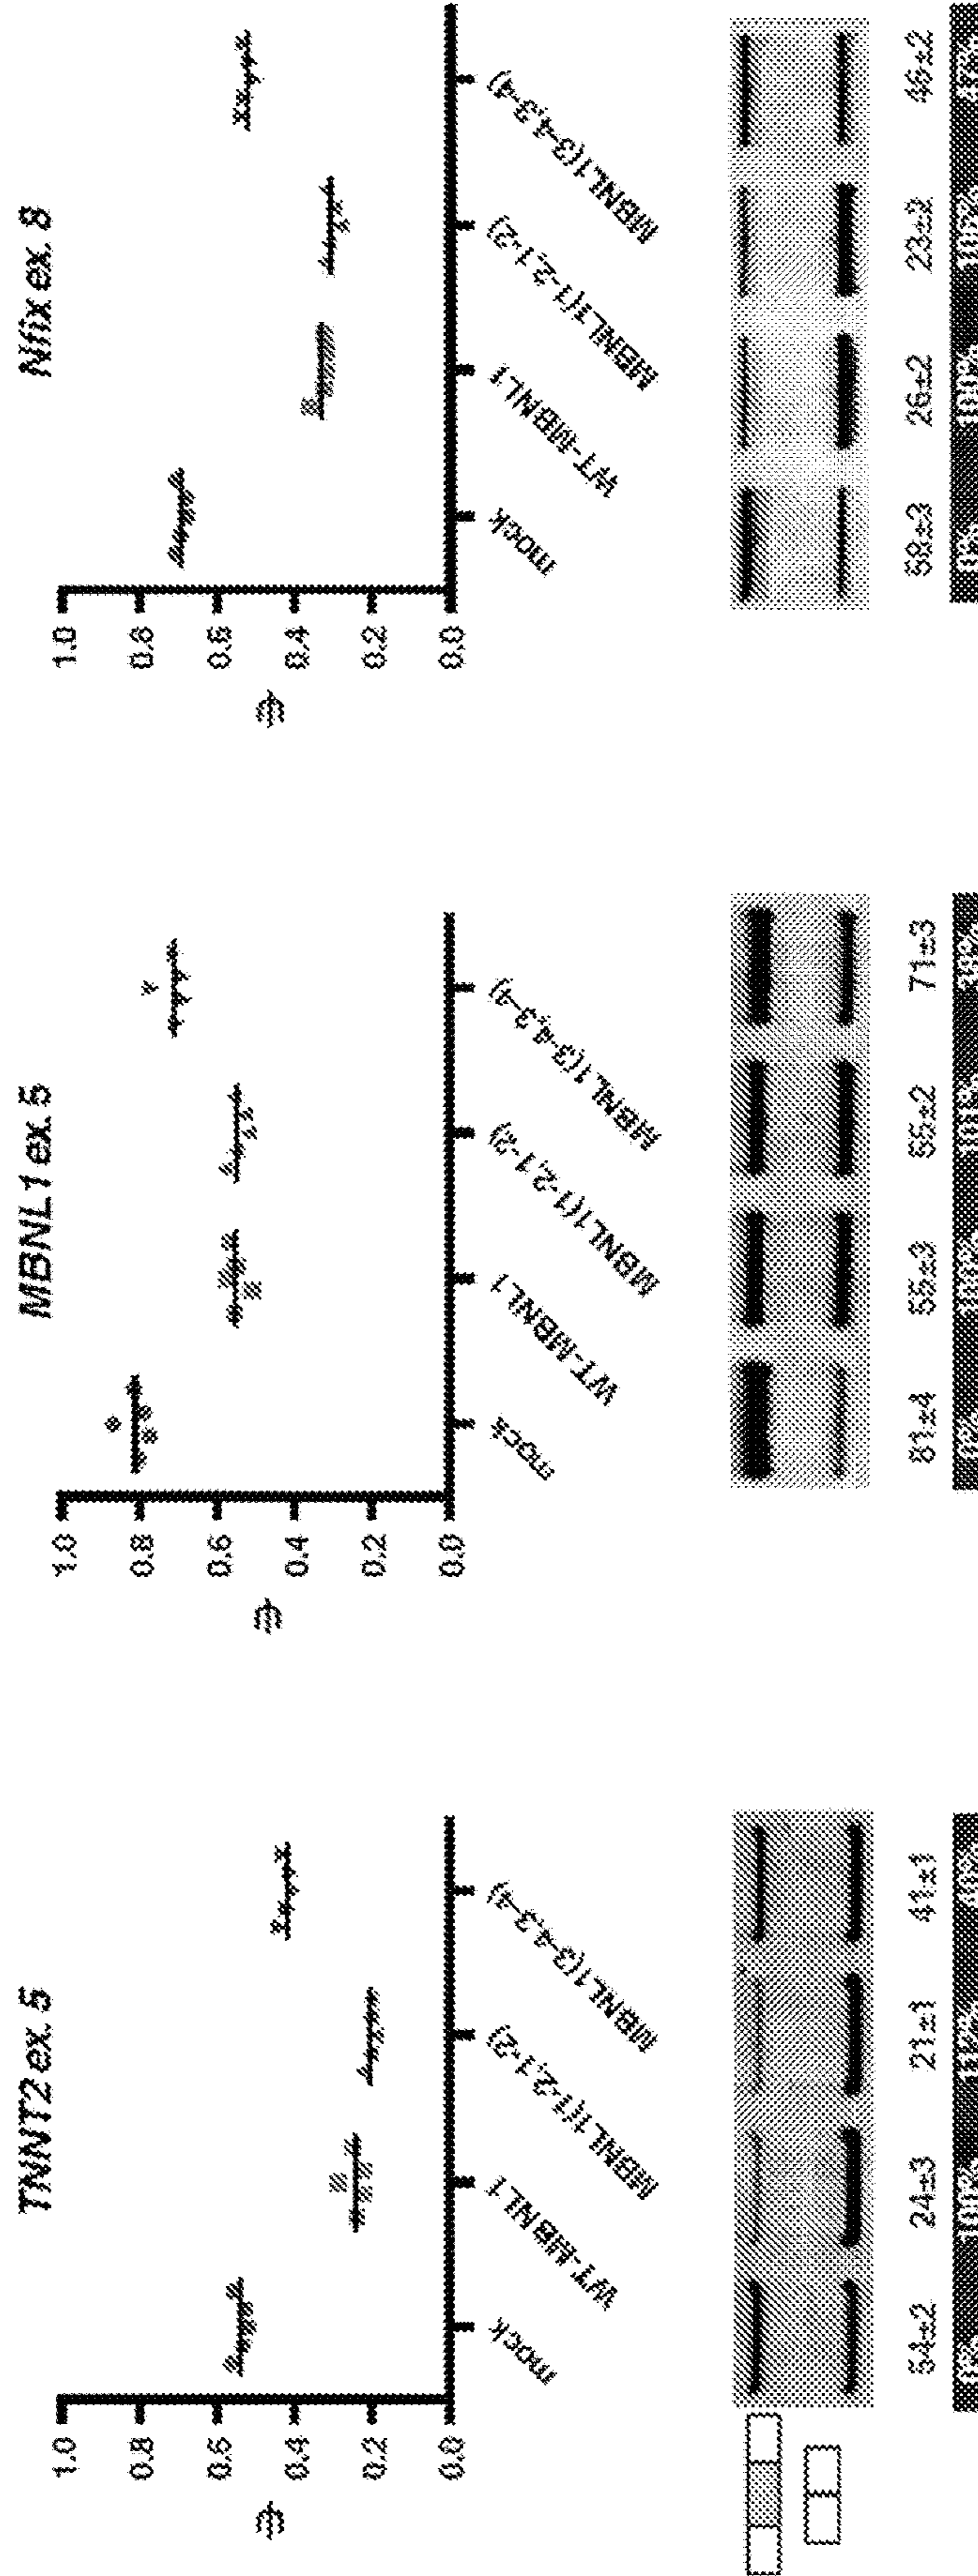 TNNT2 ex. 5
ψ
1.0
0.8
0.6
0.4
0.2
0.0
mock
WT-MBNL1
MBNL1(1-2,1-2)
MBNL1(3-4,3-4)
54±2
24±3
21±1
41±1
100%
MBNL1 ex. 5
ψ
1.0
0.8
0.6
0.4
0.2
0.0
mock
WT-MBNL1
MBNL1(1-2,1-2)
MBNL1(3-4,3-4)
81±4
55±3
55±2
71±3
Nfix ex. 8
ψ
1.0
0.8
0.6
0.4
0.2
0.0
mock
WT-MBNL1
MBNL1(1-2,1-2)
MBNL1(3-4,3-4)
58±3
26±2
23±2
46±2
100%